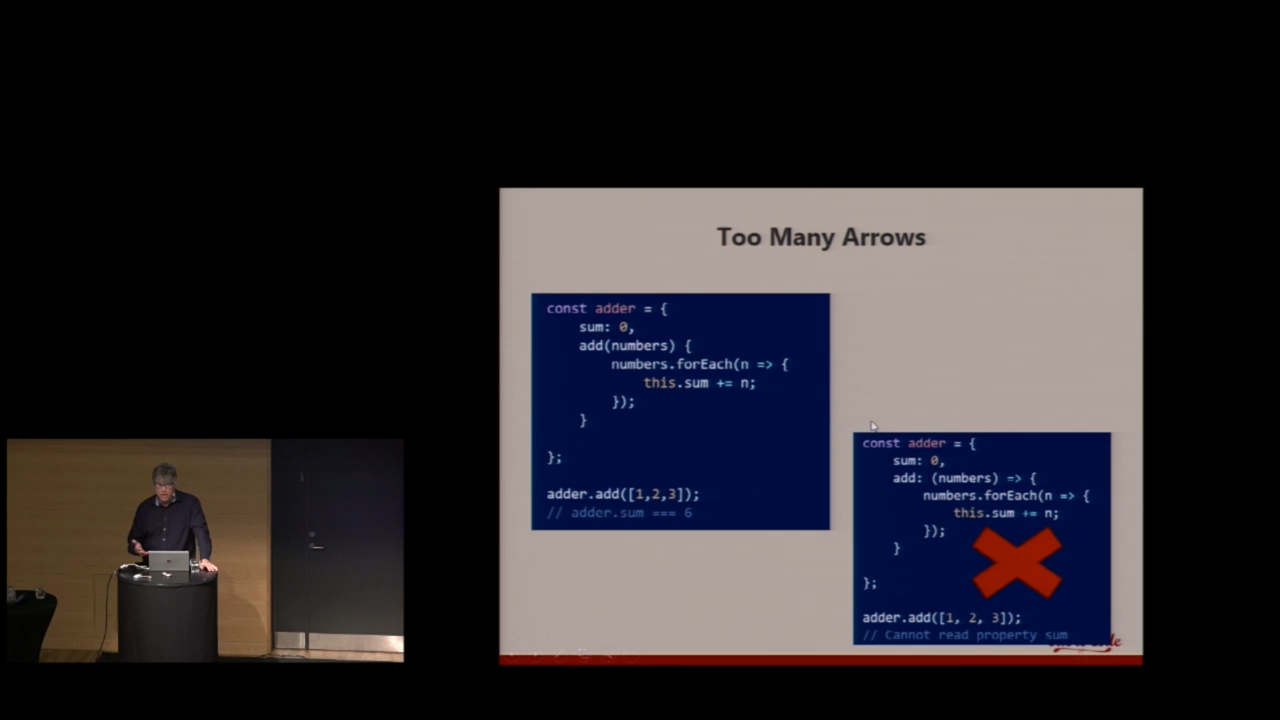 Too Many Arrows
const adder = {
sum: 0,
add(numbers) {
numbers.forEach(n => {
this.sum += n;
});
}
};
adder.add([1,2,3]);
// adder.sum === 6
const adder = {
sum: 0,
add: (numbers) => {
numbers.forEach(n => {
this.sum += n;
});
}
};
adder.add([1, 2, 3]);
// Cannot read property sum